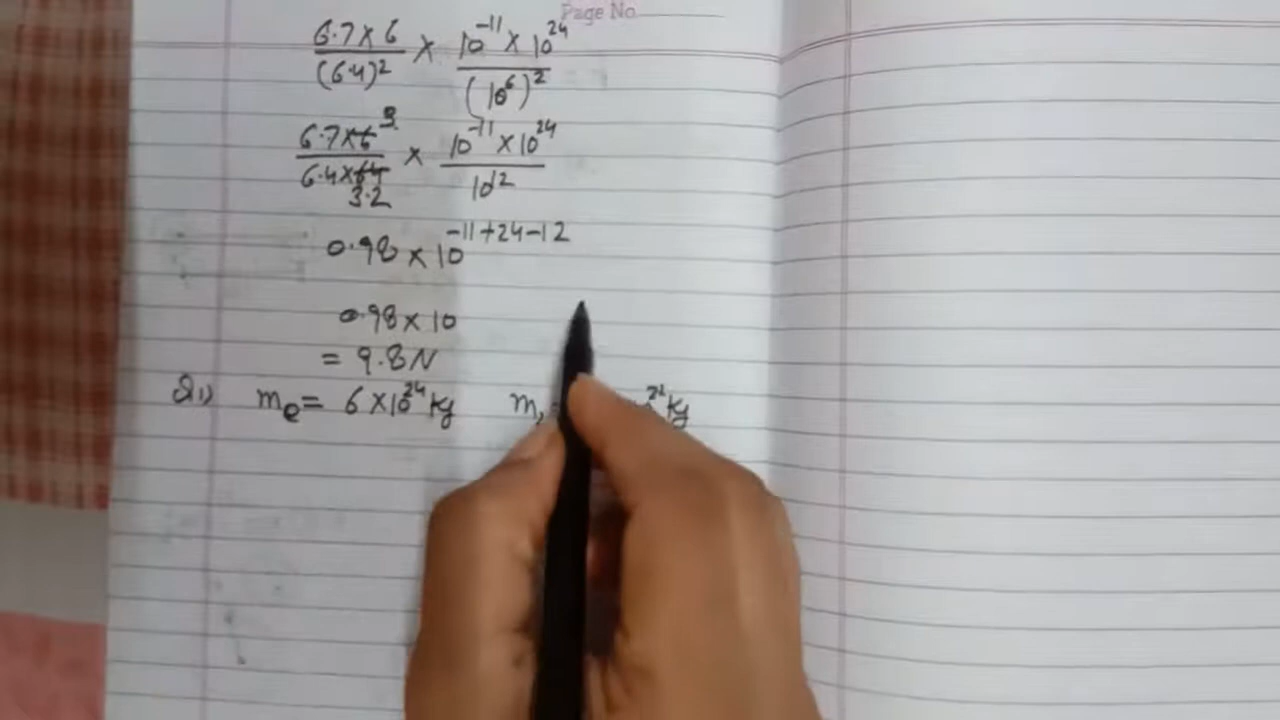 Page No
6.7×6/(6.4)² × 10⁻¹¹×10²⁴/(10⁶)²
6.7×6 3/6.4×6.4 3.2 × 10⁻¹¹×10²⁴/10¹²
0.98 × 10⁻¹¹⁺²⁴⁻¹²
0.98×10
= 9.8N
Q1) me = 6×10²⁴kg m kg